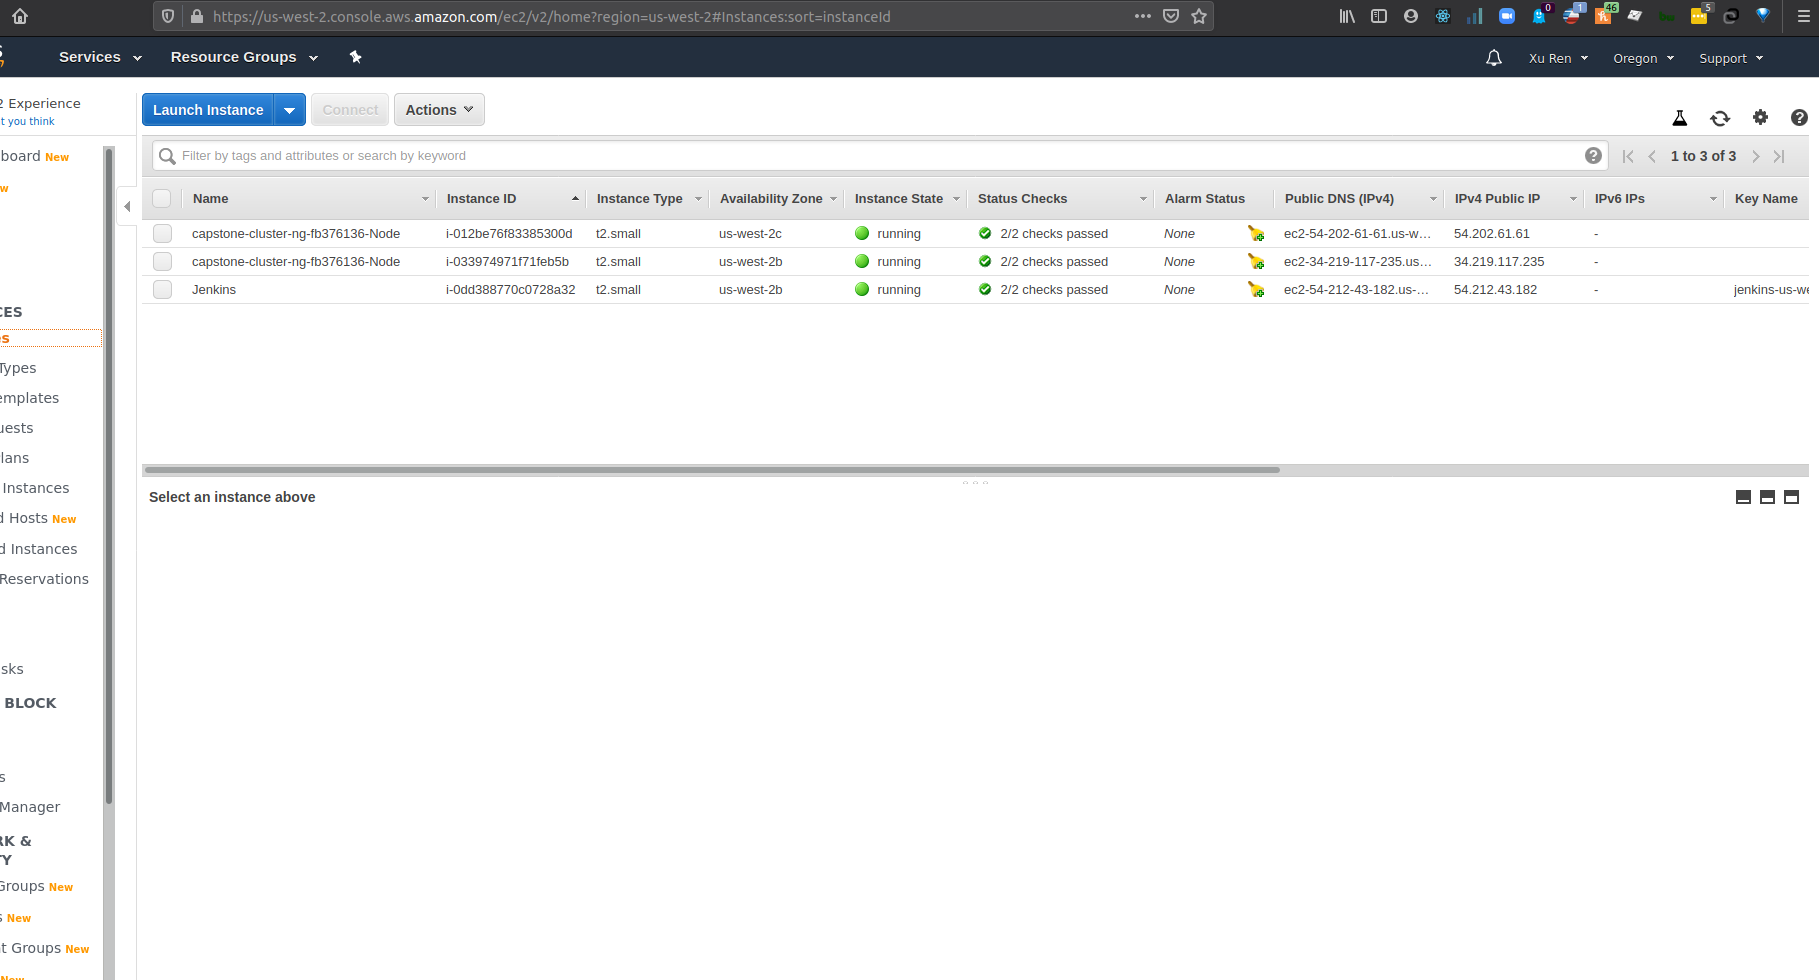 https://us-west-2.console.aws.amazon.com/ec2/v2/home?region=us-west-2#Instances:sort=instanceId
0
1
46
5
Services
Resource Groups
Xu Ren
Oregon
Support
2 Experience
t you think
Launch Instance
Connect
Actions
board New
w
Filter by tags and attributes or search by keyword
1 to 3 of 3
Name
Instance ID
Instance Type
Availability Zone
Instance State
Status Checks
Alarm Status
Public DNS (IPv4)
IPv4 Public IP
IPv6 IPs
Key Name
capstone-cluster-ng-fb376136-Node i-012be76f83385300d t2.small us-west-2c running 2/2 checks passed None ec2-54-202-61-61.us-w… 54.202.61.61 -
capstone-cluster-ng-fb376136-Node i-033974971f71feb5b t2.small us-west-2b running 2/2 checks passed None ec2-34-219-117-235.us… 34.219.117.235 -
Jenkins i-0dd388770c0728a32 t2.small us-west-2b running 2/2 checks passed None ec2-54-212-43-182.us-… 54.212.43.182 - jenkins-us-we
CES
s
Types
emplates
uests
lans
Instances
d Hosts New
d Instances
Reservations
Select an instance above
sks
BLOCK
s
Manager
RK &
TY
Groups New
s New
t Groups New
New